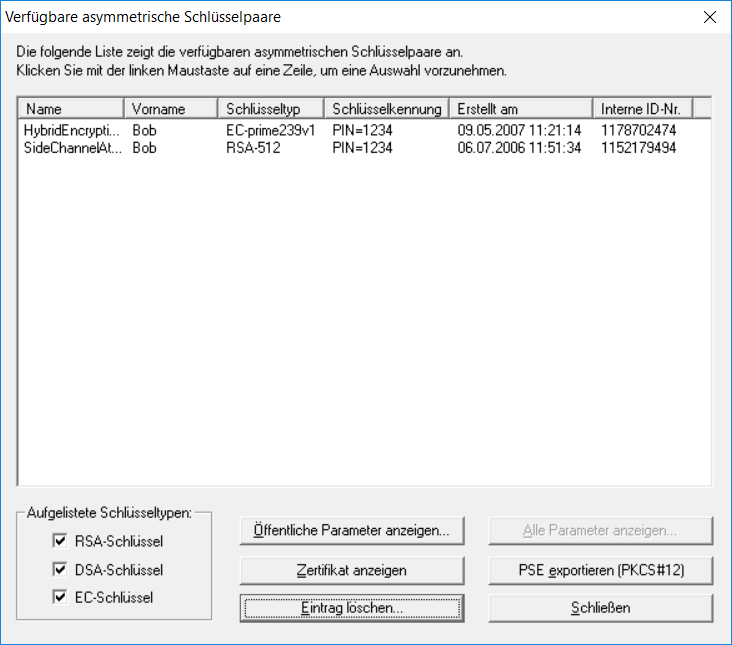 Verfügbare asymmetrische Schlüsselpaare
Die folgende Liste zeigt die verfügbaren asymmetrischen Schlüsselpaare an.
Klicken Sie mit der linken Maustaste auf eine Zeile, um eine Auswahl vorzunehmen.
Name Vorname Schlüsseltyp Schlüsselkennung Erstellt am Interne ID-Nr.
HybridEncrypti... Bob EC-prime239v1 PIN=1234 09.05.2007 11:21:14 1178702474
SideChannelAt... Bob RSA-512 PIN=1234 06.07.2006 11:51:34 1152179494
Aufgelistete Schlüsseltypen:
RSA-Schlüssel
DSA-Schlüssel
EC-Schlüssel
Öffentliche Parameter anzeigen... Alle Parameter anzeigen...
Zertifikat anzeigen PSE exportieren (PKCS#12)
Eintrag löschen... Schließen